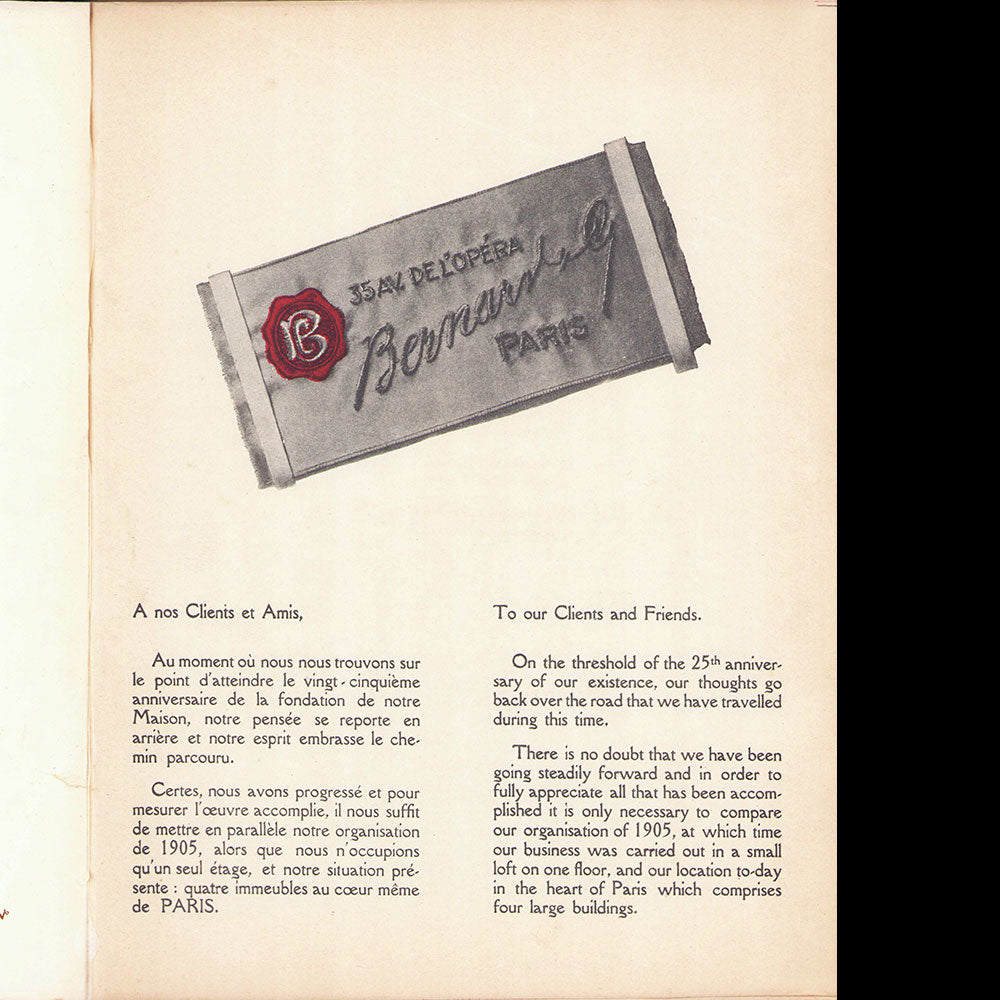 35 AV. DE L'OPÉRA
B
Bernard
PARIS
A nos Clients et Amis,
Au moment où nous nous trouvons sur
le point d'atteindre le vingt-cinquième
anniversaire de la fondation de notre
Maison, notre pensée se reporte en
arrière et notre esprit embrasse le che-
min parcouru.
Certes, nous avons progressé et pour
mesurer l'œuvre accomplie, il nous suffit
de mettre en parallèle notre organisation
de 1905, alors que nous n'occupions
qu'un seul étage, et notre situation pré-
sente : quatre immeubles au cœur même
de PARIS.
To our Clients and Friends.
On the threshold of the 25th anniver-
sary of our existence, our thoughts go
back over the road that we have travelled
during this time.
There is no doubt that we have been
going steadily forward and in order to
fully appreciate all that has been accom-
plished it is only necessary to compare
our organisation of 1905, at which time
our business was carried out in a small
loft on one floor, and our location to-day
in the heart of Paris which comprises
four large buildings.